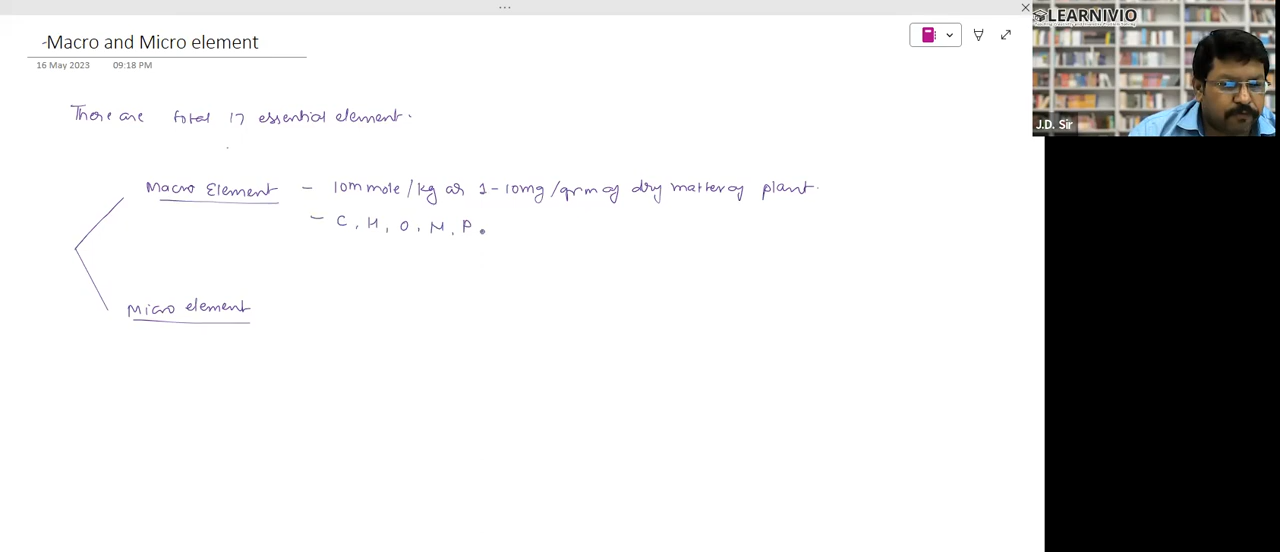 -Macro and Micro element
16 May 2023 09:18 PM
There are total 17 essential element.
Macro Element - 10m mole/kg or 1-10mg/grm of dry matter of plant.
- C, H, O, N, P.
Micro element
LEARNIVIO
J.D. Sir